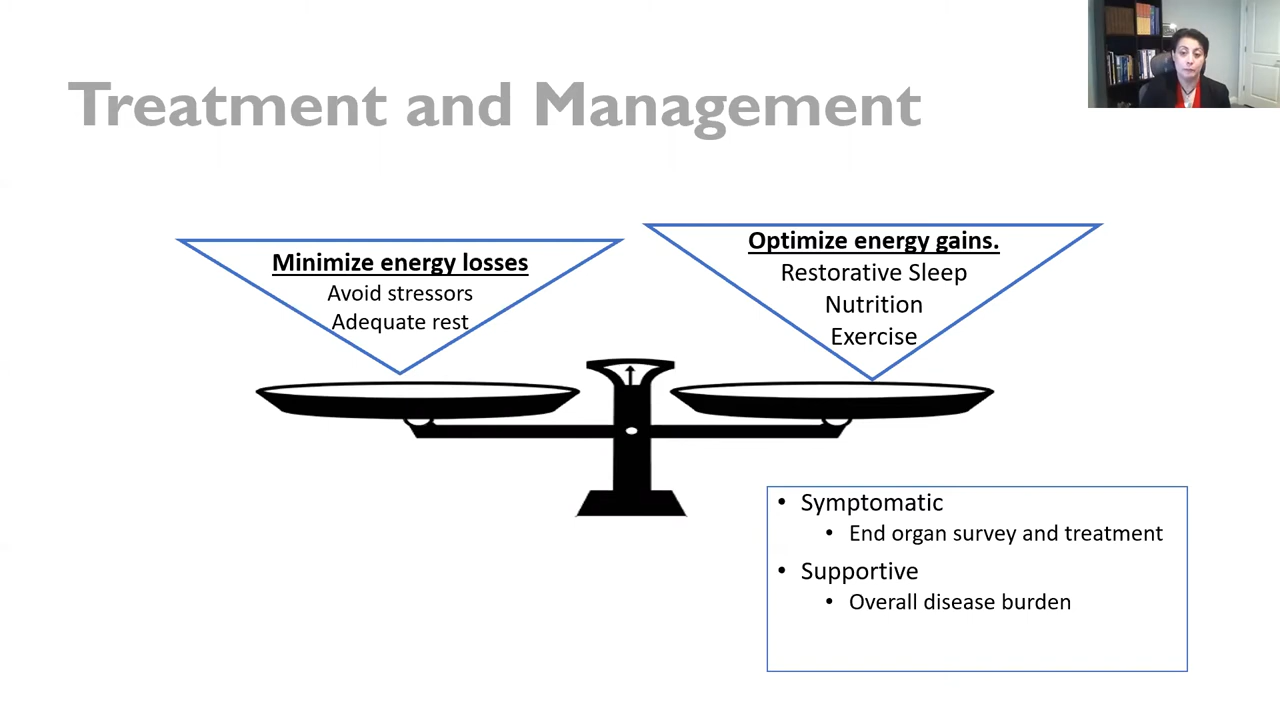 Treatment and Management
Minimize energy losses
Avoid stressors
Adequate rest
Optimize energy gains.
Restorative Sleep
Nutrition
Exercise
• Symptomatic
• End organ survey and treatment
• Supportive
• Overall disease burden